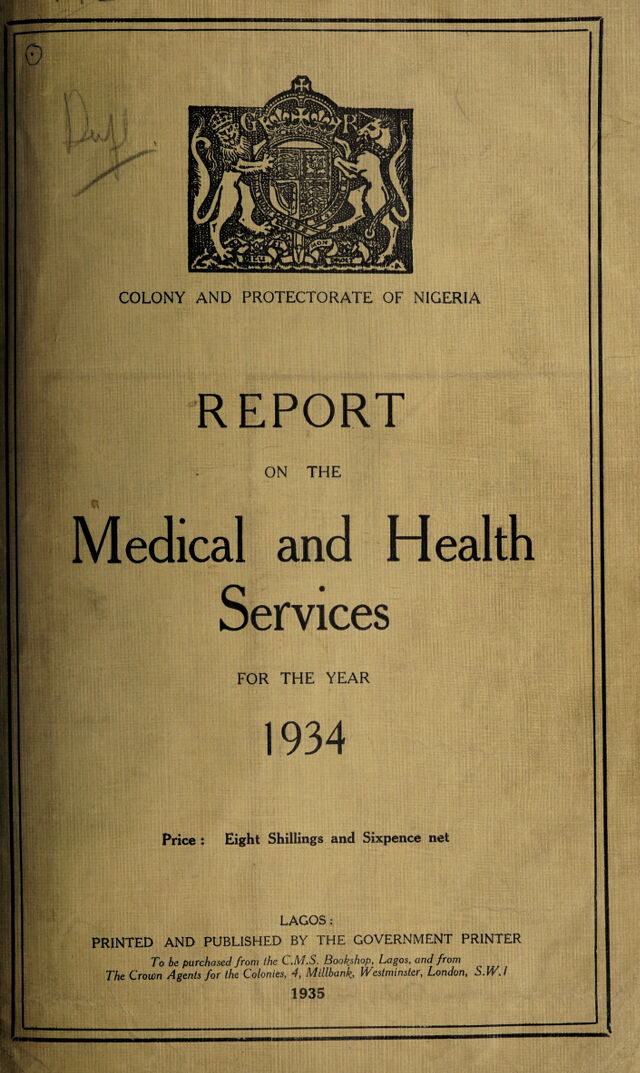 G R
COLONY AND PROTECTORATE OF NIGERIA
REPORT
ON THE
Medical and Health
Services
FOR THE YEAR
1934
Price : Eight Shillings and Sixpence net
LAGOS :
PRINTED AND PUBLISHED BY THE GOVERNMENT PRINTER
To be purchased from the C.M.S. Bookshop, Lagos, and from
The Crown Agents for the Colonies, 4, Millbank, Westminster, London, S.W.1
1935